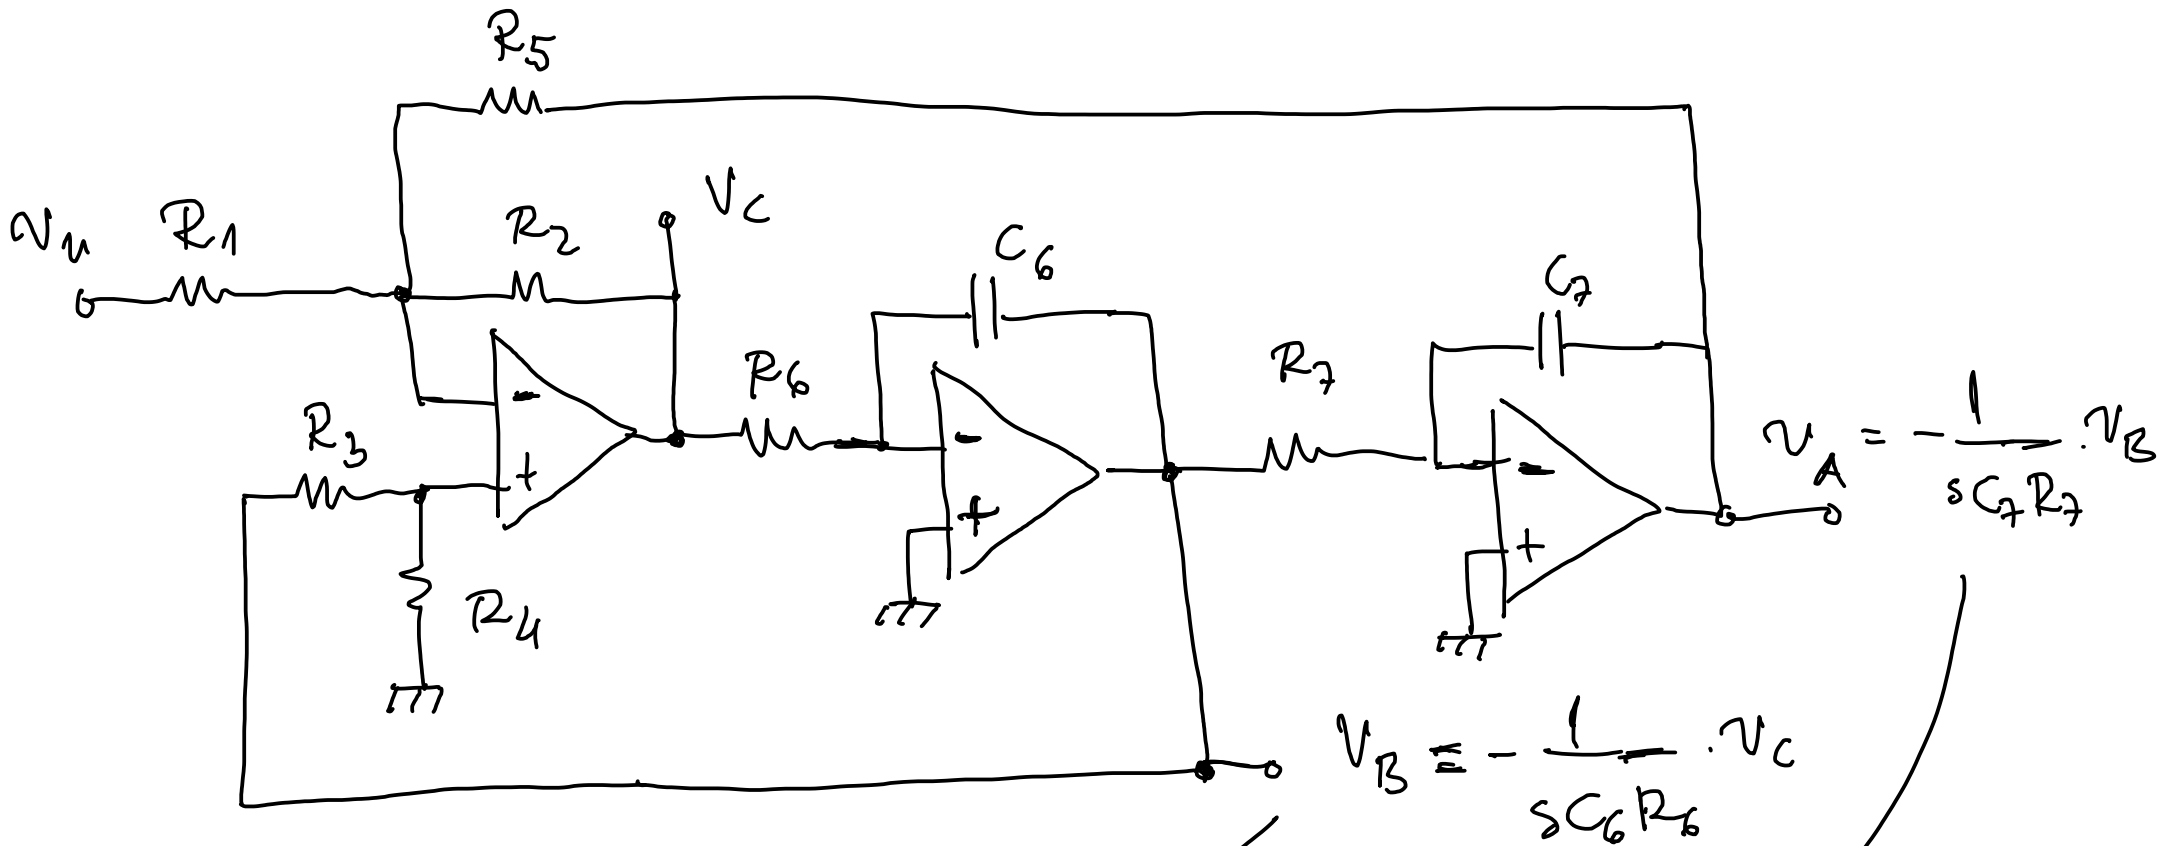 R5
vu R1 R2 VC
C6
C7
R3 R6 R7
- - -
+ + +
R4
vA = - 1/(sC7R7) · vB
VB = - 1/(sC6R6) · vC